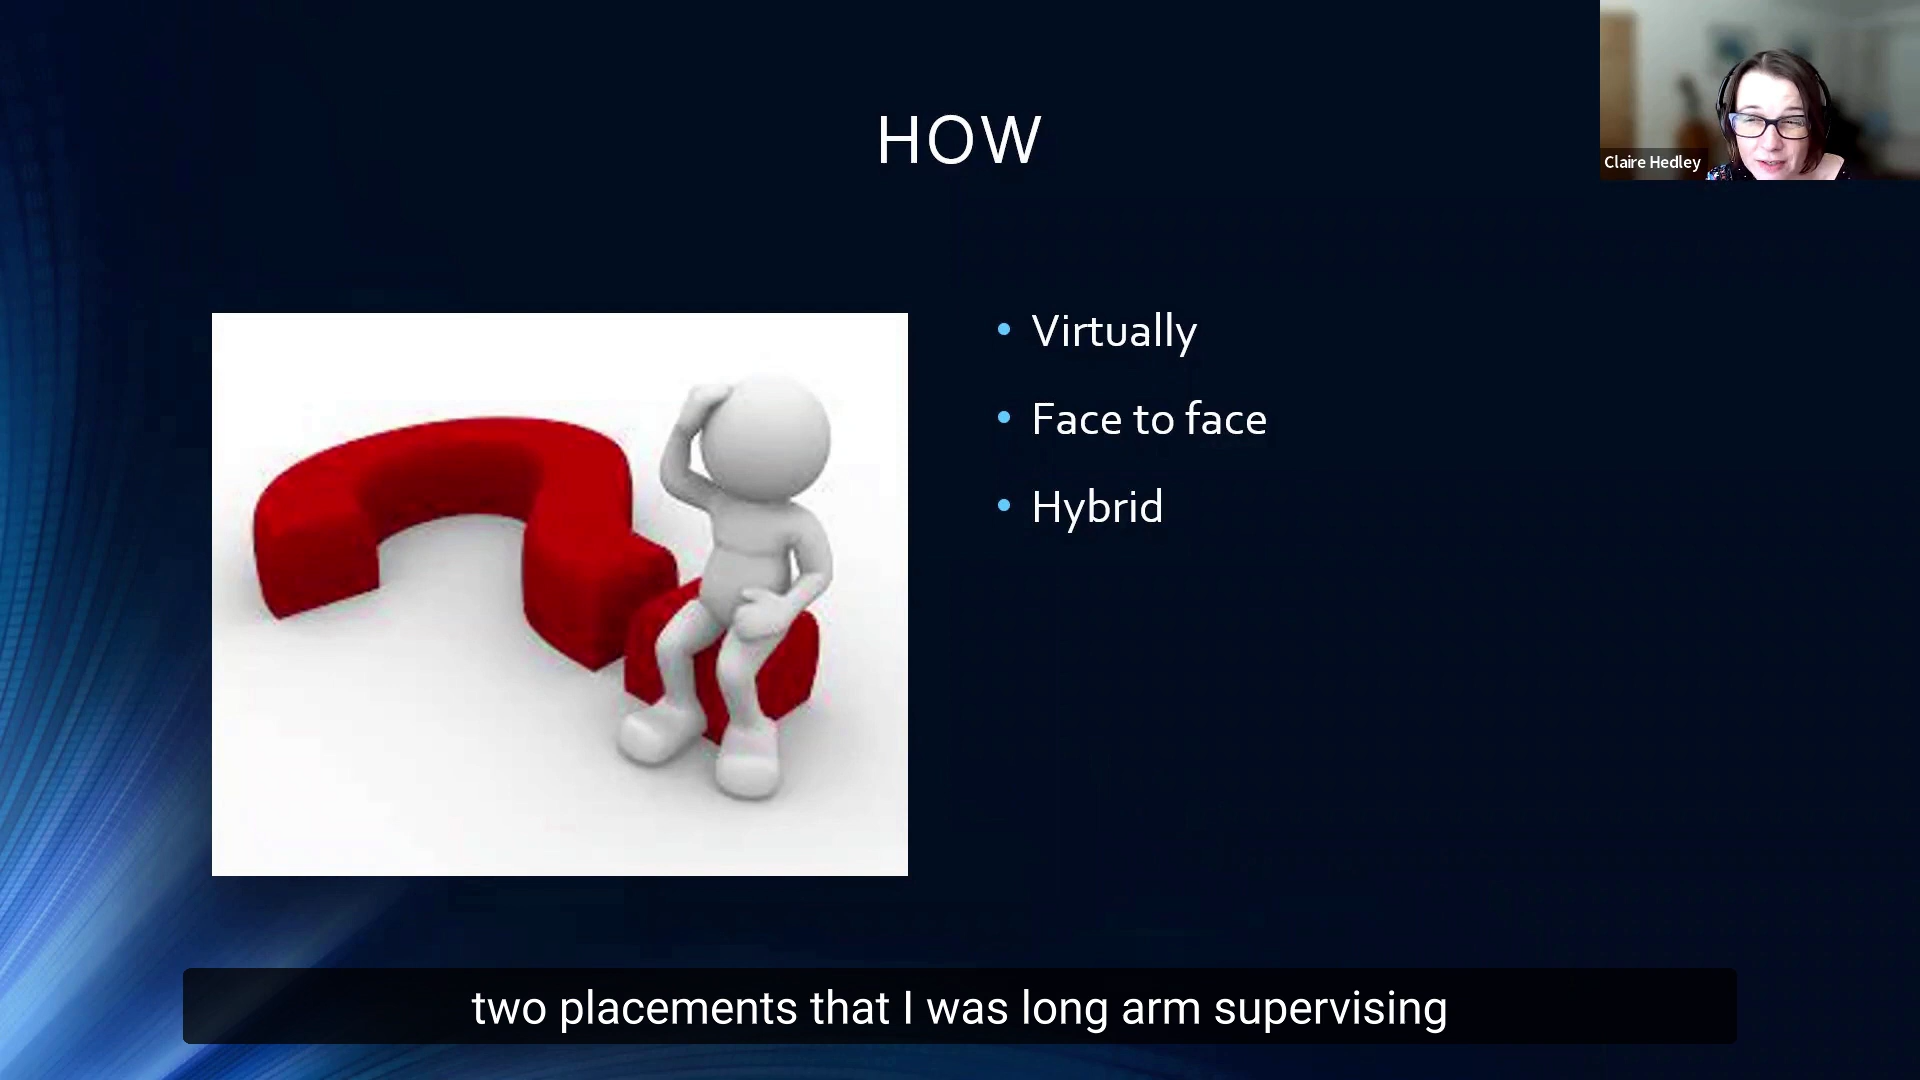 HOW
Claire Hedley
• Virtually
• Face to face
• Hybrid
two placements that I was long arm supervising